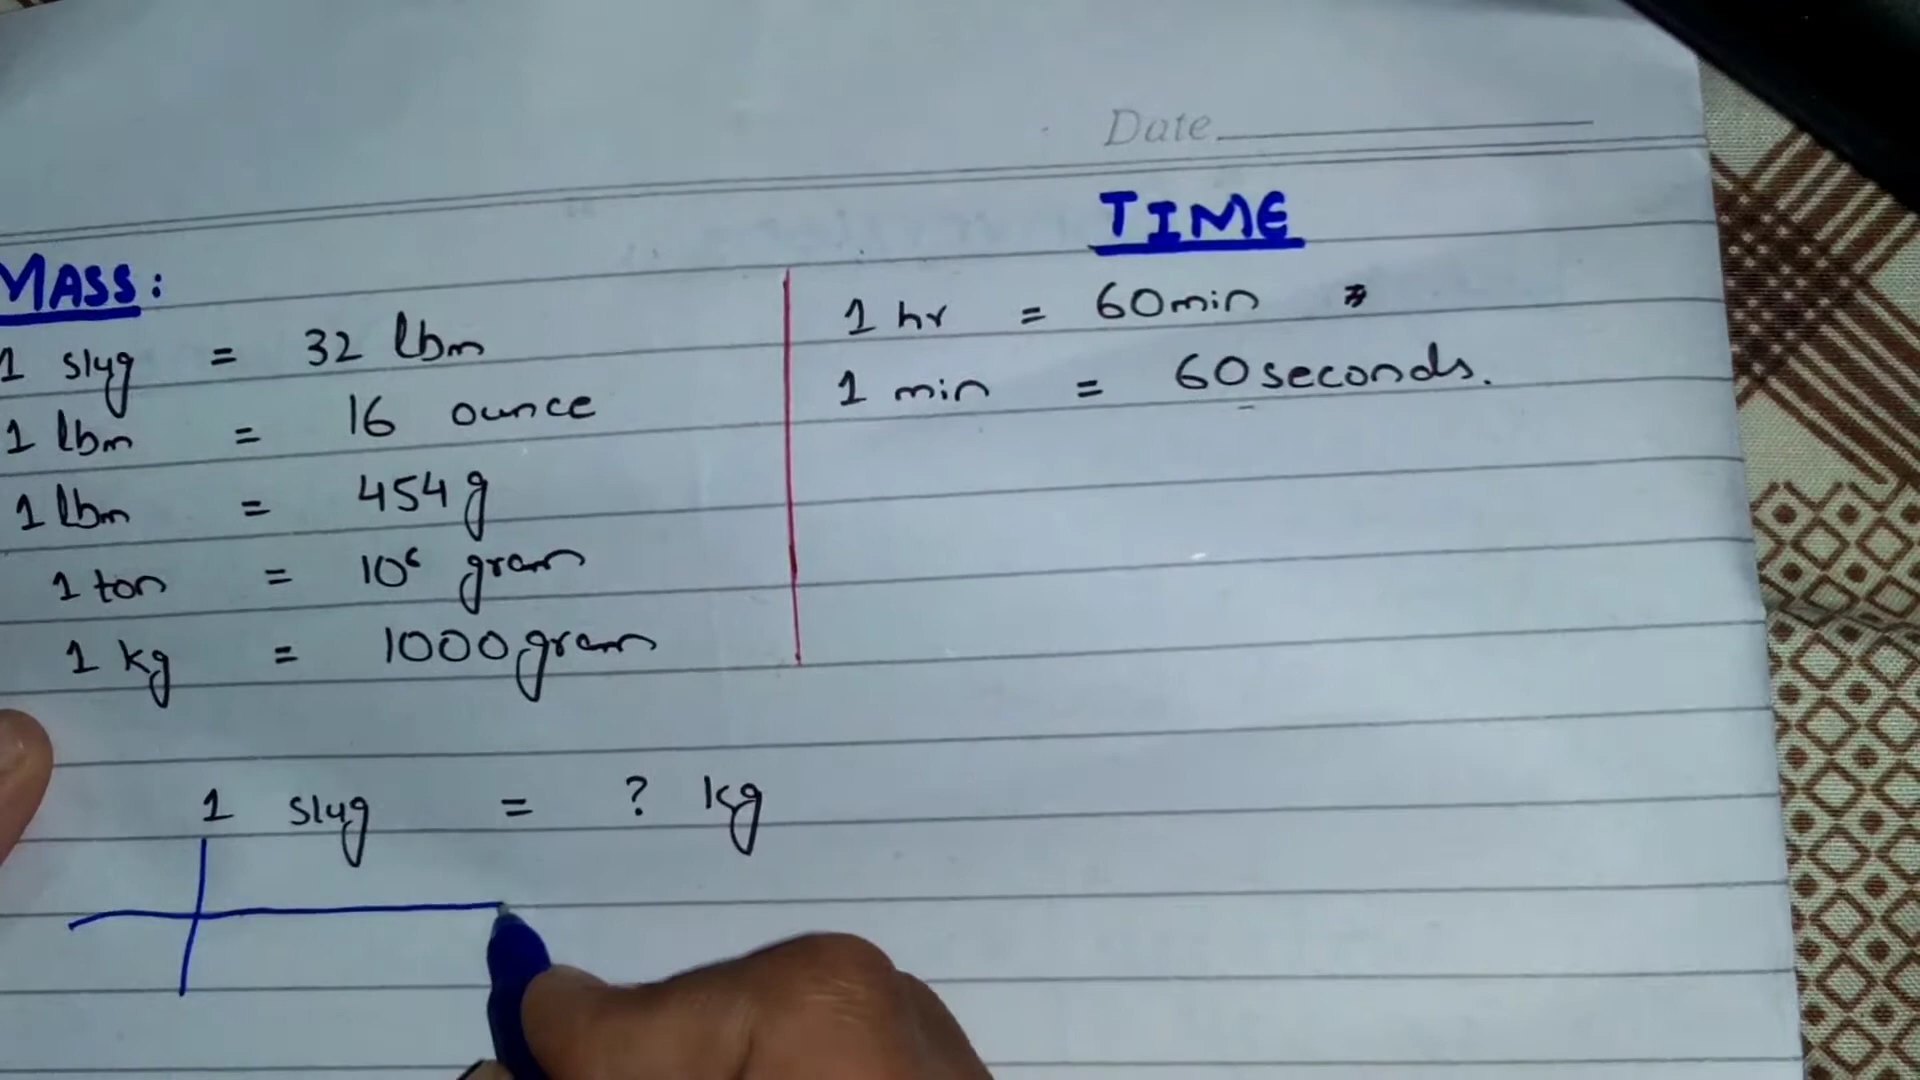 Date
MASS:
1 slug = 32 lbm
1 lbm = 16 ounce
1 lbm = 454 g
1 ton = 10⁶ gram
1 kg = 1000 gram
TIME
1 hr = 60 min
1 min = 60 seconds.
1 slug = ? kg